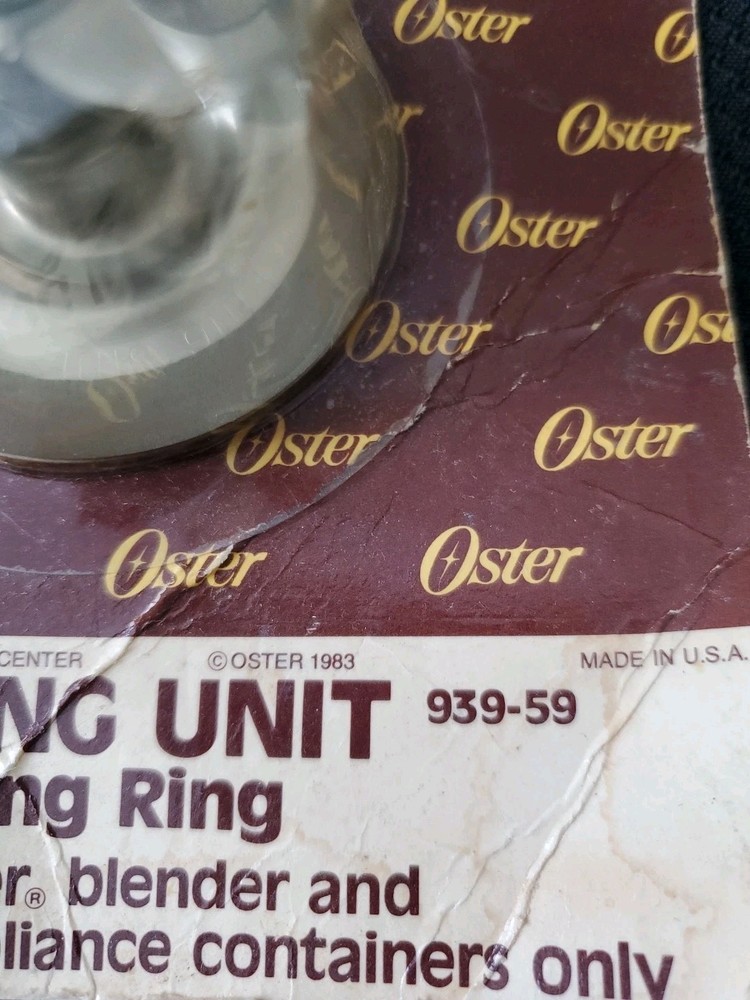 Oster
Oster
Oster
Oster
Ost
Oster
Oster
Oster
Oster
CENTER ©OSTER 1983 MADE IN U.S.A.
NG UNIT 939-59
ng Ring
er® blender and
liance containers only